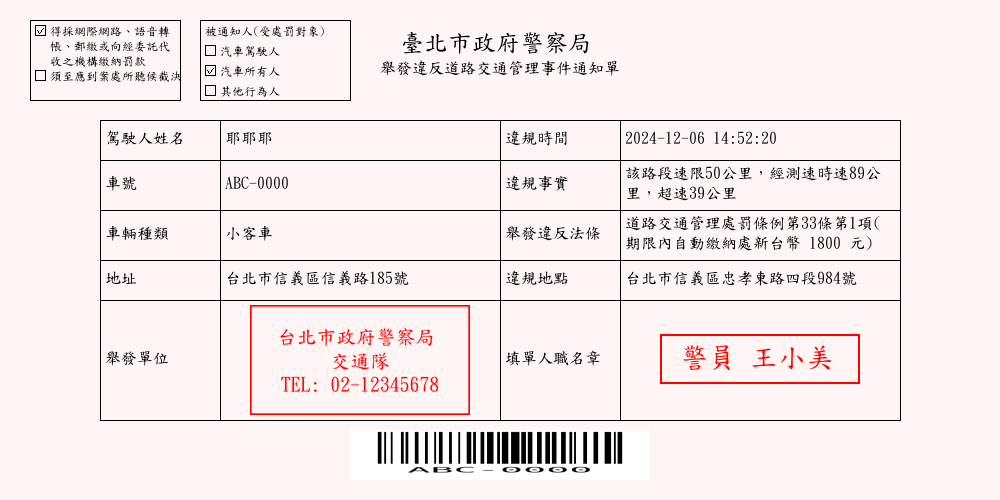 得採網際網路、語音轉
帳、郵繳或向經委託代
收之機構繳納罰款
須至應到案處所聽候裁決
被通知人(受處罰對象)
汽車駕駛人
汽車所有人
其他行為人
臺北市政府警察局
舉發違反道路交通管理事件通知單
駕駛人姓名
耶耶耶
違規時間
2024-12-06 14:52:20
車號
ABC-0000
違規事實
該路段速限50公里，經測速時速89公
里，超速39公里
車輛種類
小客車
舉發違反法條
道路交通管理處罰條例第33條第1項(
期限內自動繳納處新台幣 1800 元)
地址
台北市信義區信義路185號
違規地點
台北市信義區忠孝東路四段984號
舉發單位
台北市政府警察局
交通隊
TEL: 02-12345678
填單人職名章
警員 王小美
ABC-0000